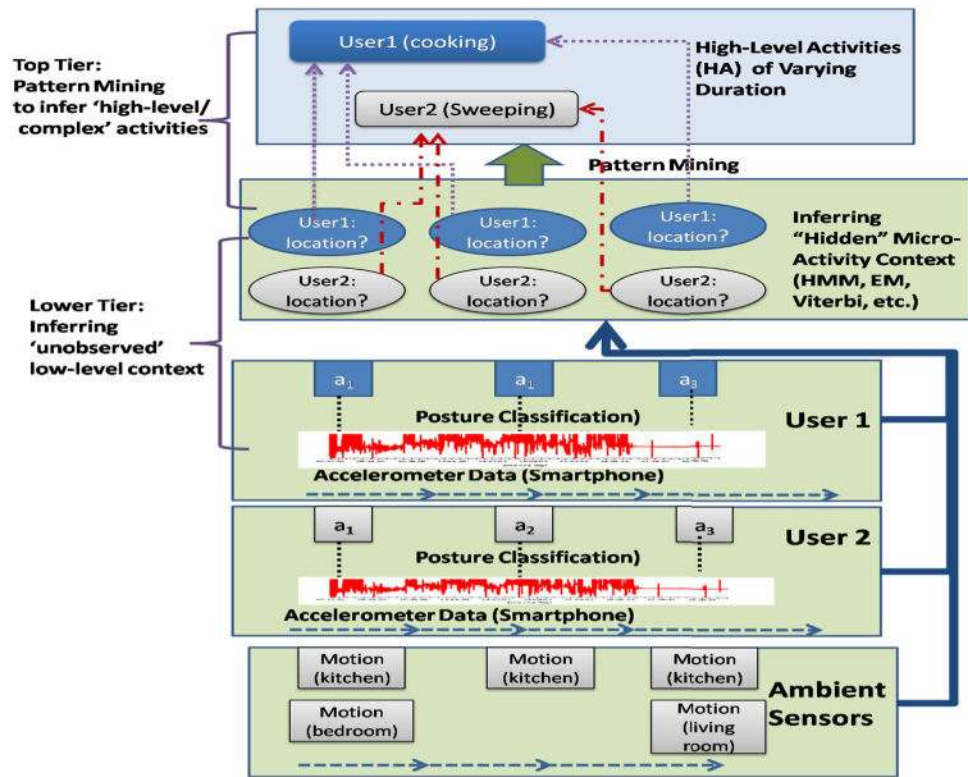 User1 (cooking)
High-Level Activities
(HA) of Varying
Duration
Top Tier:
Pattern Mining
to infer ‘high-level/
complex’ activities
User2 (Sweeping)
Pattern Mining
User1:
location?
User1:
location?
User1:
location?
Inferring
“Hidden” Micro-
Activity Context
(HMM, EM,
Viterbi, etc.)
User2:
location?
User2:
location?
User2:
location?
Lower Tier:
Inferring
‘unobserved’
low-level context
a1
a1
a3
User 1
Posture Classification)
Accelerometer Data (Smartphone)
a1
a2
a3
User 2
Posture Classification)
Accelerometer Data (Smartphone)
Motion
(kitchen)
Motion
(kitchen)
Motion
(kitchen)
Ambient
Sensors
Motion
(bedroom)
Motion
(living
room)